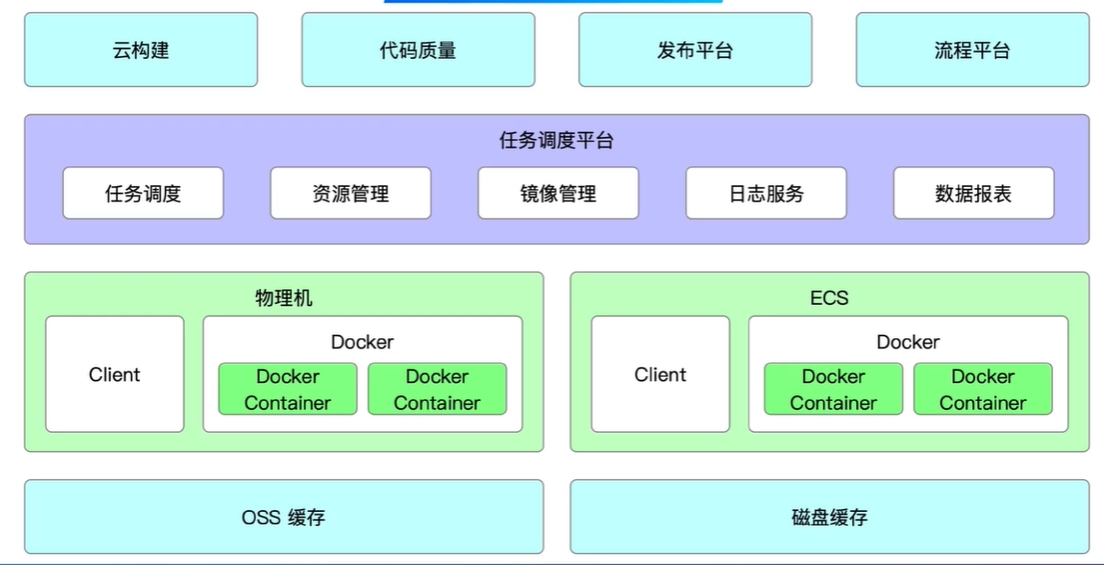 云构建
代码质量
发布平台
流程平台
任务调度平台
任务调度
资源管理
镜像管理
日志服务
数据报表
物理机
Client
Docker
Docker
Container
Docker
Container
ECS
Client
Docker
Docker
Container
Docker
Container
OSS 缓存
磁盘缓存